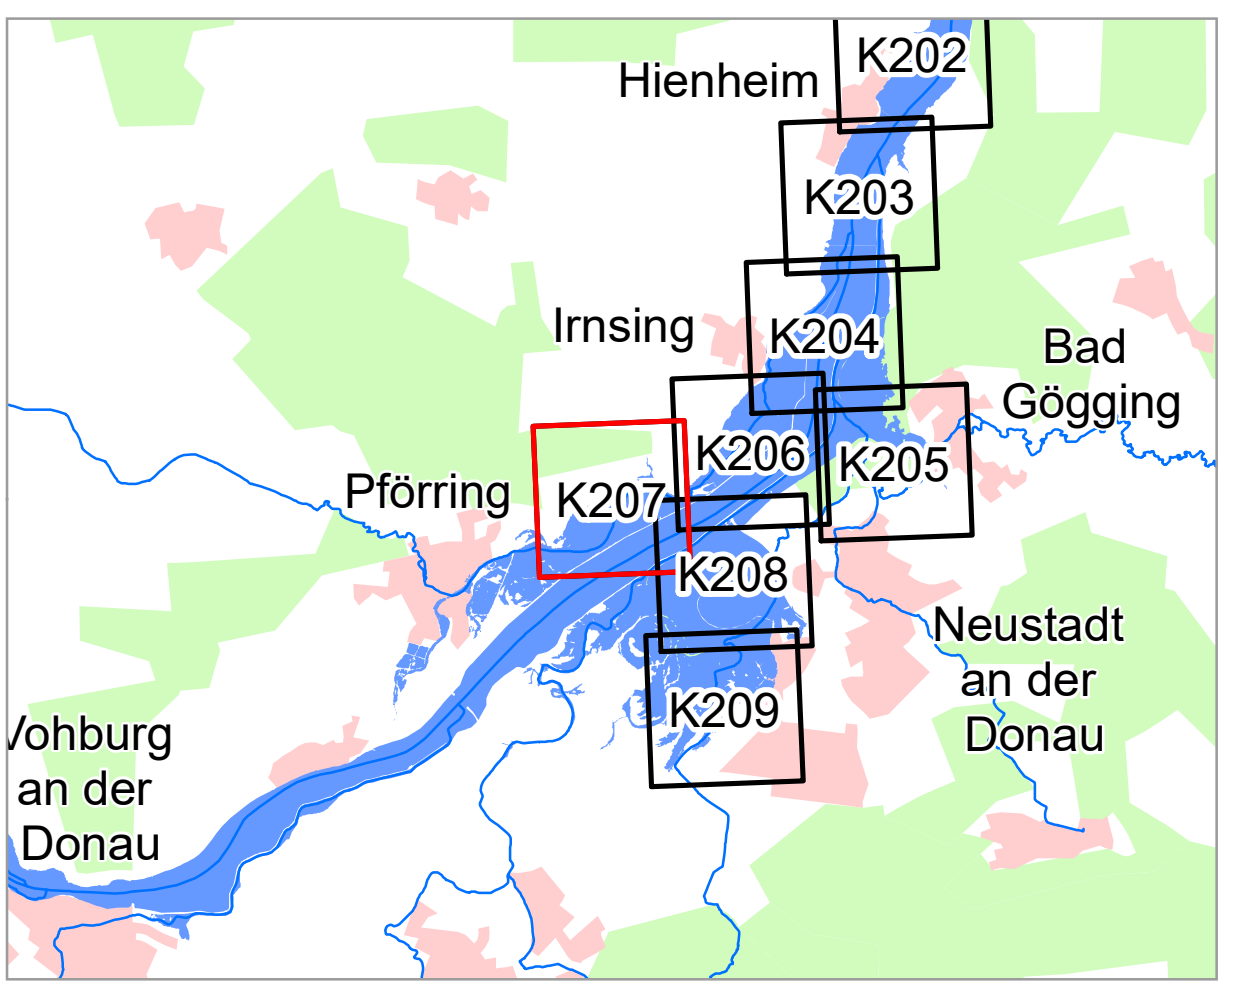 K202
Hienheim
K203
Irnsing
K204
Bad
Gögging
K206
K205
Pförring
K207
K208
Neustadt
an der
Donau
K209
Vohburg
an der
Donau